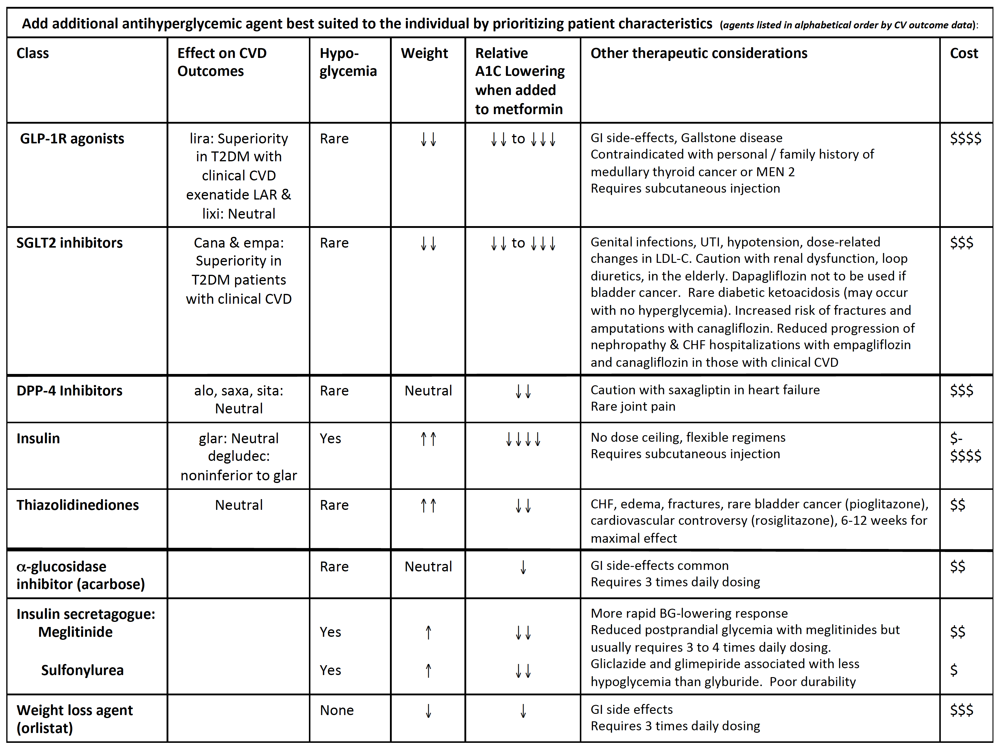 Add additional antihyperglycemic agent best suited to the individual by prioritizing patient characteristics (agents listed in alphabetical order by CV outcome data):
Class
Effect on CVD
Outcomes
Hypo-
glycemia
Weight
Relative
A1C Lowering
when added
to metformin
Other therapeutic considerations
Cost
GLP-1R agonists
lira: Superiority
in T2DM with
clinical CVD
exenatide LAR &
lixi: Neutral
Rare
↓↓
↓↓ to ↓↓↓
GI side-effects, Gallstone disease
Contraindicated with personal / family history of
medullary thyroid cancer or MEN 2
Requires subcutaneous injection
$$$$
SGLT2 inhibitors
Cana & empa:
Superiority in
T2DM patients
with clinical CVD
Rare
↓↓
↓↓ to ↓↓↓
Genital infections, UTI, hypotension, dose-related
changes in LDL-C. Caution with renal dysfunction, loop
diuretics, in the elderly. Dapagliflozin not to be used if
bladder cancer. Rare diabetic ketoacidosis (may occur
with no hyperglycemia). Increased risk of fractures and
amputations with canagliflozin. Reduced progression of
nephropathy & CHF hospitalizations with empagliflozin
and canagliflozin in those with clinical CVD
$$$
DPP-4 Inhibitors
alo, saxa, sita:
Neutral
Rare
Neutral
↓↓
Caution with saxagliptin in heart failure
Rare joint pain
$$$
Insulin
glar: Neutral
degludec:
noninferior to glar
Yes
↑↑
↓↓↓↓
No dose ceiling, flexible regimens
Requires subcutaneous injection
$-
$$$$
Thiazolidinediones
Neutral
Rare
↑↑
↓↓
CHF, edema, fractures, rare bladder cancer (pioglitazone),
cardiovascular controversy (rosiglitazone), 6-12 weeks for
maximal effect
$$
α-glucosidase
inhibitor (acarbose)
Rare
Neutral
↓
GI side-effects common
Requires 3 times daily dosing
$$
Insulin secretagogue:
Meglitinide
Sulfonylurea
Yes
Yes
↑
↑
↓↓
↓↓
More rapid BG-lowering response
Reduced postprandial glycemia with meglitinides but
usually requires 3 to 4 times daily dosing.
Gliclazide and glimepiride associated with less
hypoglycemia than glyburide. Poor durability
$$
$
Weight loss agent
(orlistat)
None
↓
↓
GI side effects
Requires 3 times daily dosing
$$$